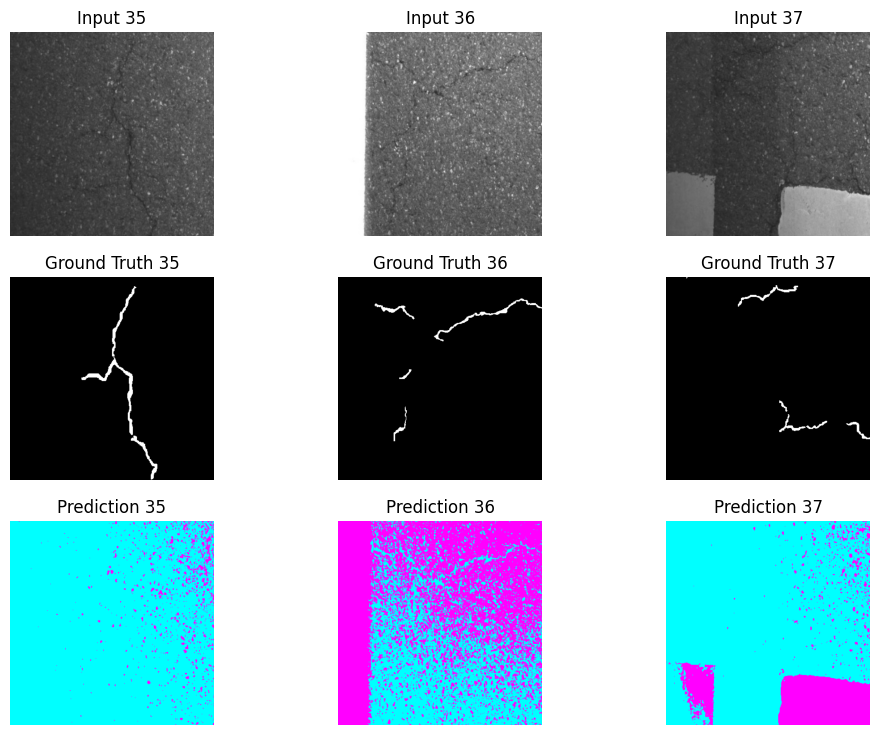 Input 35
Input 36
Input 37
Ground Truth 35
Ground Truth 36
Ground Truth 37
Prediction 35
Prediction 36
Prediction 37